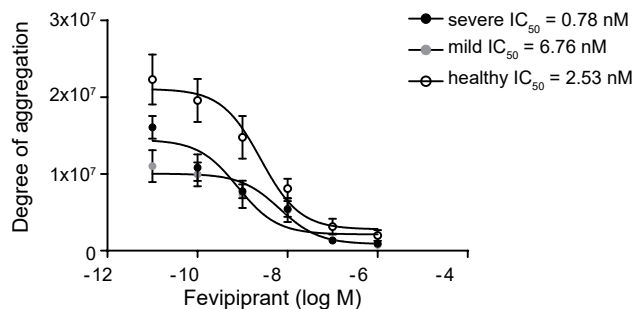 3x10⁷
2x10⁷
1x10⁷
0
Degree of aggregation
-12 -10 -8 -6 -4
Fevipiprant (log M)
severe IC₅₀ = 0.78 nM
mild IC₅₀ = 6.76 nM
healthy IC₅₀ = 2.53 nM